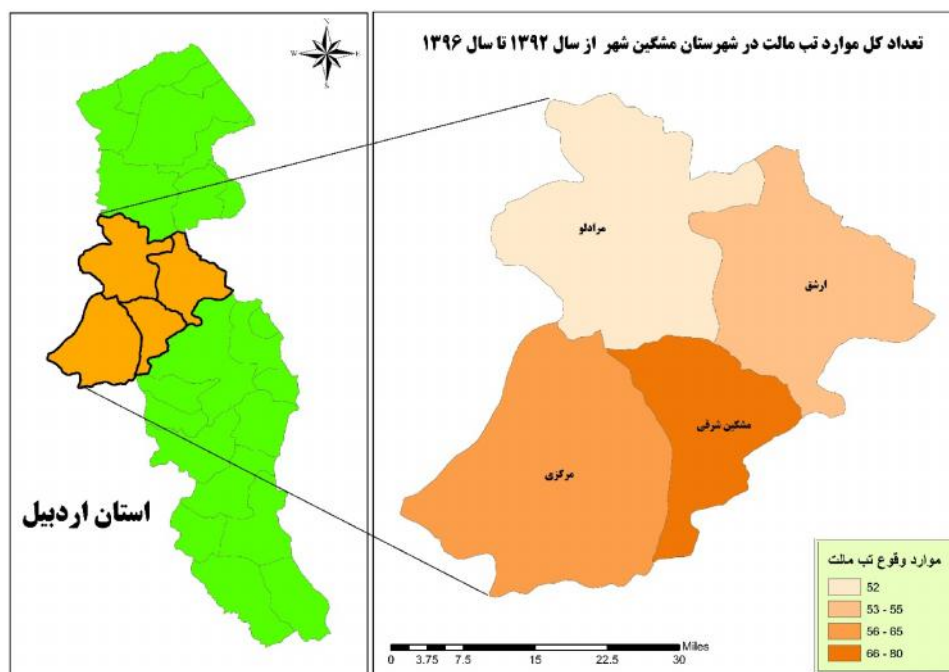 تعداد کل موارد تب مالت در شهرستان مشگین شهر از سال ۱۳۹۲ تا سال ۱۳۹۶
N
W
E
S
مرادلو
ارشق
مشگین شرقی
مرکزی
استان اردبیل
موارد وقوع تب مالت
52
53 - 55
56 - 65
66 - 80
Miles
0 3.75 7.5 15 22.5 30